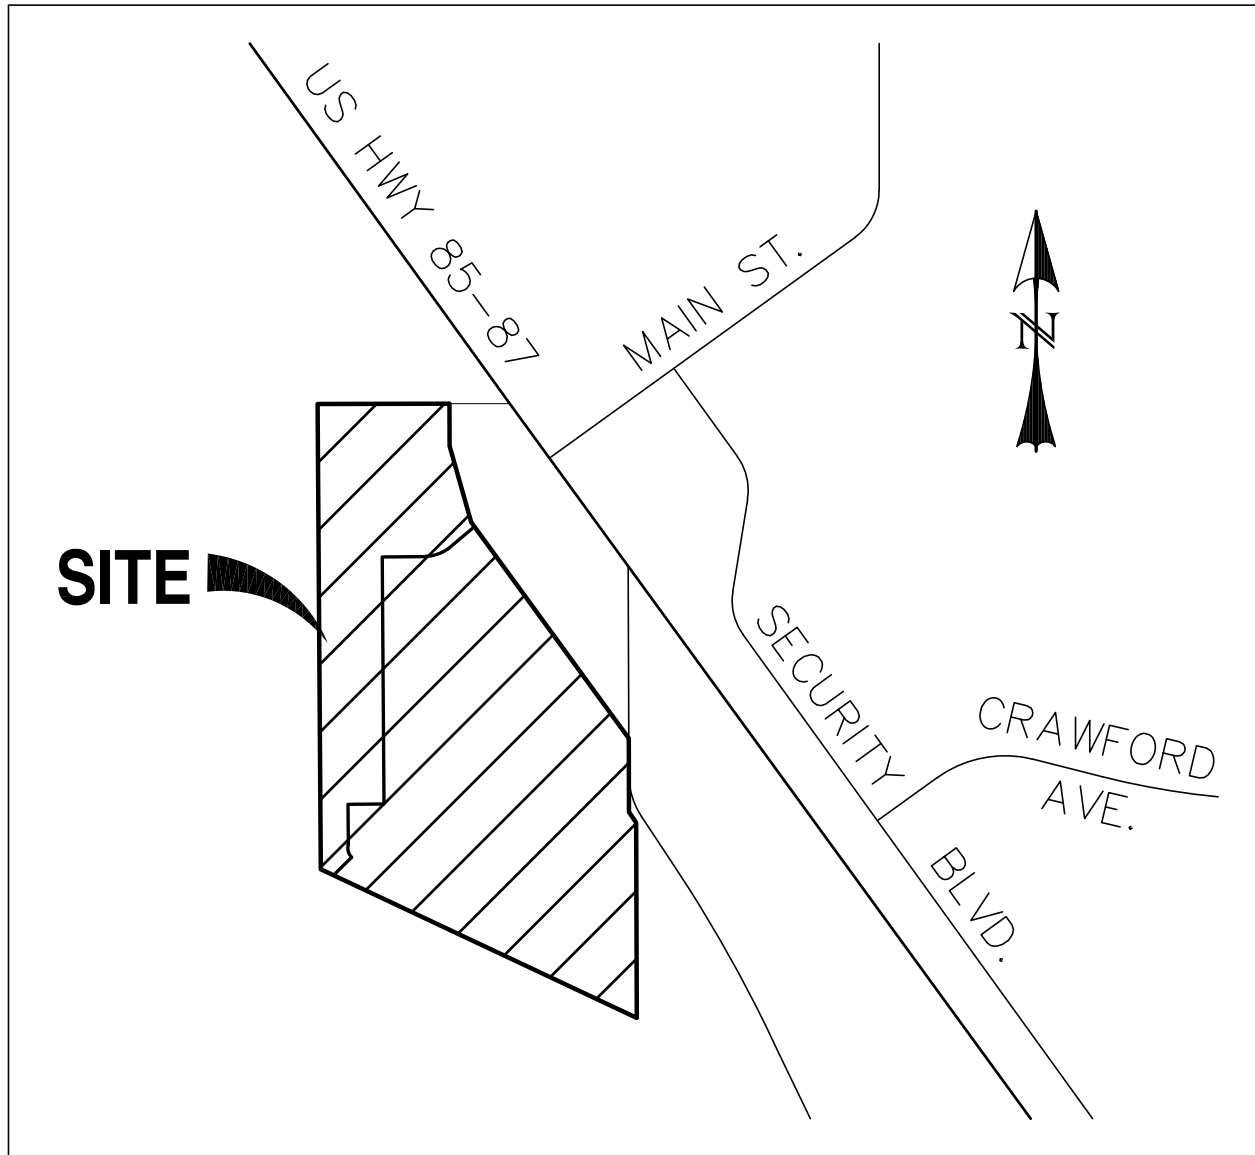 US HWY 85-87
MAIN ST.
N
SITE
SECURITY BLVD.
CRAWFORD
AVE.